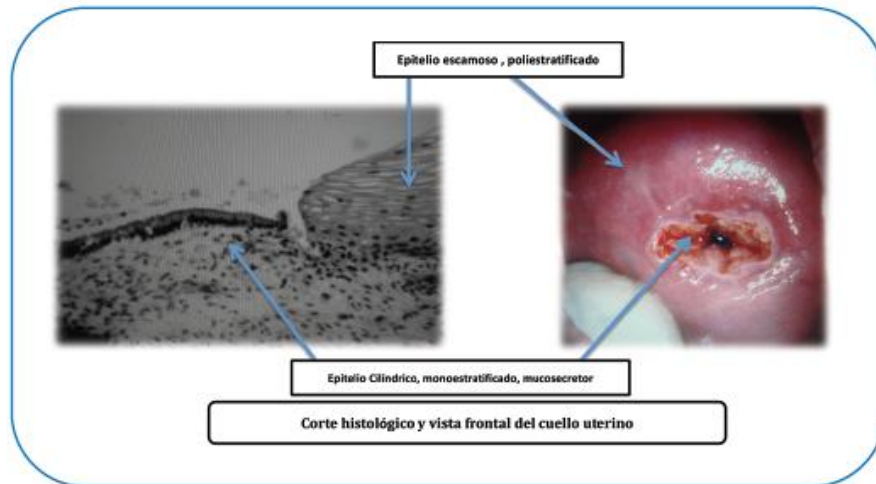 Epitelio escamoso , poliestratificado
Epitelio Cilíndrico, monoestratificado, mucosecretor
Corte histológico y vista frontal del cuello uterino